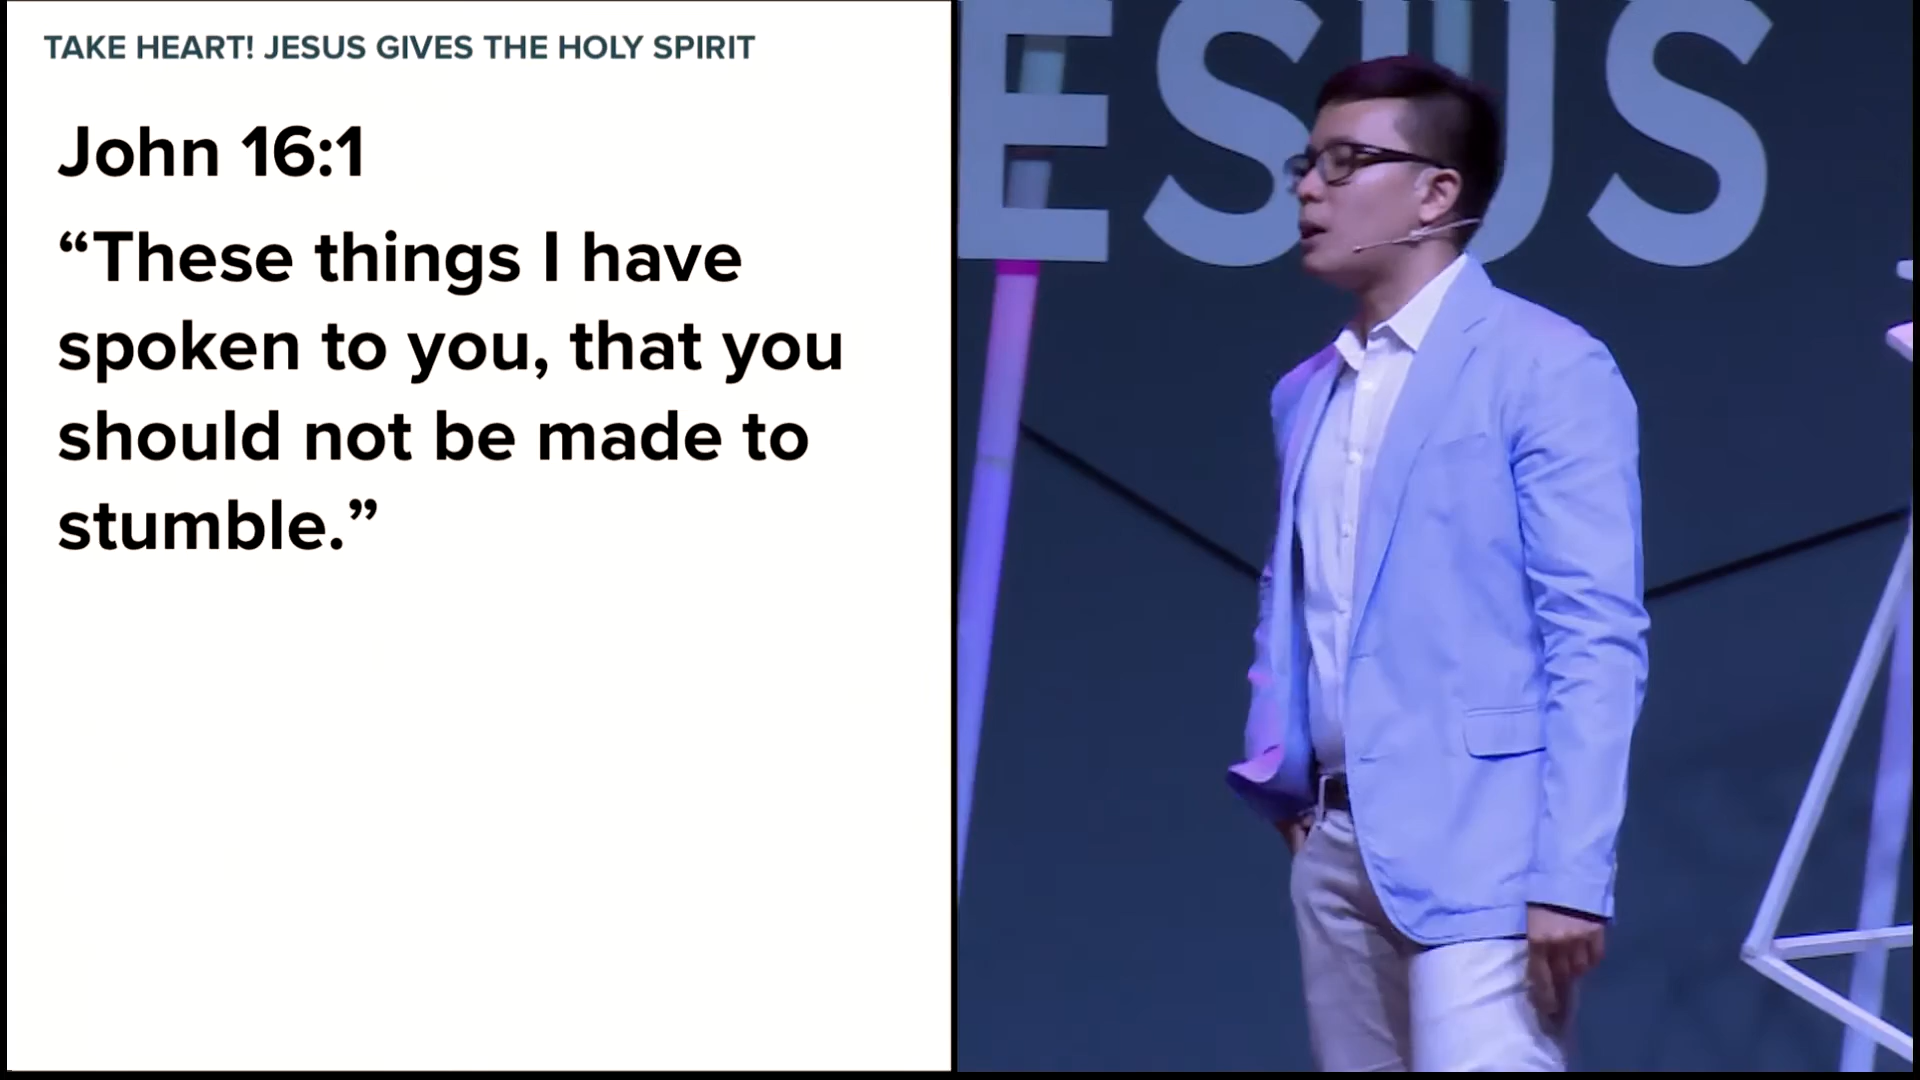 TAKE HEART! JESUS GIVES THE HOLY SPIRIT
John 16:1
“These things I have
spoken to you, that you
should not be made to
stumble.”
ESUS